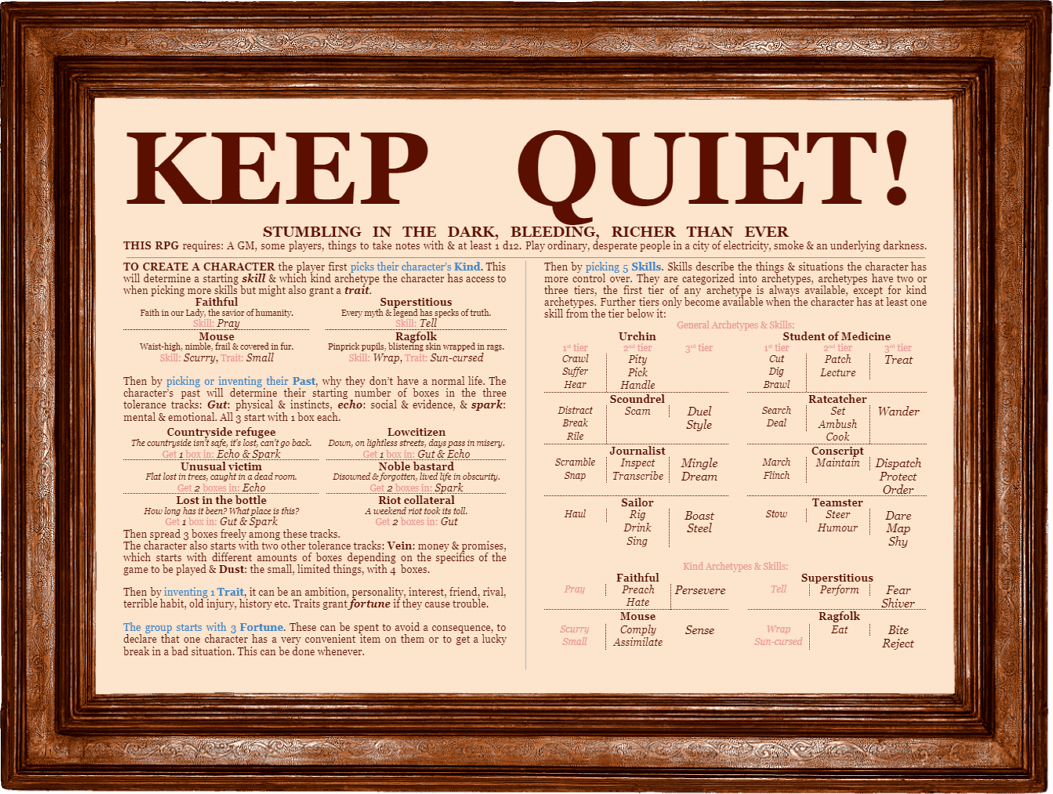 KEEP QUIET!
STUMBLING IN THE DARK, BLEEDING, RICHER THAN EVER
THIS RPG requires: A GM, some players, things to take notes with & at least 1 d12. Play ordinary, desperate people in a city of electricity, smoke & an underlying darkness.
TO CREATE A CHARACTER the player first picks their character's Kind. This
will determine a starting skill & which kind archetype the character has access to
when picking more skills but might also grant a trait.
Faithful
Faith in our Lady, the savior of humanity.
Skill: Pray
Superstitious
Every myth & legend has specks of truth.
Skill: Tell
Mouse
Waist-high, nimble, frail & covered in fur.
Skill: Scurry, Trait: Small
Ragfolk
Pinprick pupils, blistering skin wrapped in rags.
Skill: Wrap, Trait: Sun-cursed
Then by picking or inventing their Past, why they don't have a normal life. The
character's past will determine their starting number of boxes in the three
tolerance tracks: Gut: physical & instincts, echo: social & evidence, & spark:
mental & emotional. All 3 start with 1 box each.
Countryside refugee
The countryside isn't safe, it's lost, can't go back.
Get 1 box in: Echo & Spark
Lowcitizen
Down, on lightless streets, days pass in misery.
Get 1 box in: Gut & Echo
Unusual victim
Flat lost in trees, caught in a dead room.
Get 2 boxes in: Echo
Noble bastard
Disowned & forgotten, lived life in obscurity.
Get 2 boxes in: Spark
Lost in the bottle
How long has it been? What place is this?
Get 1 box in: Gut & Spark
Riot collateral
A weekend riot took its toll.
Get 2 boxes in: Gut
Then spread 3 boxes freely among these tracks.
The character also starts with two other tolerance tracks: Vein: money & promises,
which starts with different amounts of boxes depending on the specifics of the
game to be played & Dust: the small, limited things, with 4 boxes.
Then by inventing 1 Trait, it can be an ambition, personality, interest, friend, rival,
terrible habit, old injury, history etc. Traits grant fortune if they cause trouble.
The group starts with 3 Fortune. These can be spent to avoid a consequence, to
declare that one character has a very convenient item on them or to get a lucky
break in a bad situation. This can be done whenever.
Then by picking 5 Skills. Skills describe the things & situations the character has
more control over. They are categorized into archetypes, archetypes have two or
three tiers, the first tier of any archetype is always available, except for kind
archetypes. Further tiers only become available when the character has at least one
skill from the tier below it:
General Archetypes & Skills:
Urchin
1st tier 2nd tier 3rd tier
Crawl Pity
Suffer Pick
Hear Handle
Student of Medicine
1st tier 2nd tier 3rd tier
Cut Patch Treat
Dig Lecture
Brawl
Scoundrel
Distract Scam Duel
Break Style
Rile
Ratcatcher
Search Set Wander
Deal Ambush
Cook
Journalist
Scramble Inspect Mingle
Snap Transcribe Dream
Conscript
March Maintain Dispatch
Flinch Protect
Order
Sailor
Haul Rig Boast
Drink Steel
Sing
Teamster
Stow Steer Dare
Humour Map
Shy
Kind Archetypes & Skills:
Faithful
Pray Preach Persevere
Hate
Superstitious
Tell Perform Fear
Shiver
Mouse
Scurry Comply Sense
Small Assimilate
Ragfolk
Wrap Eat Bite
Sun-cursed Reject